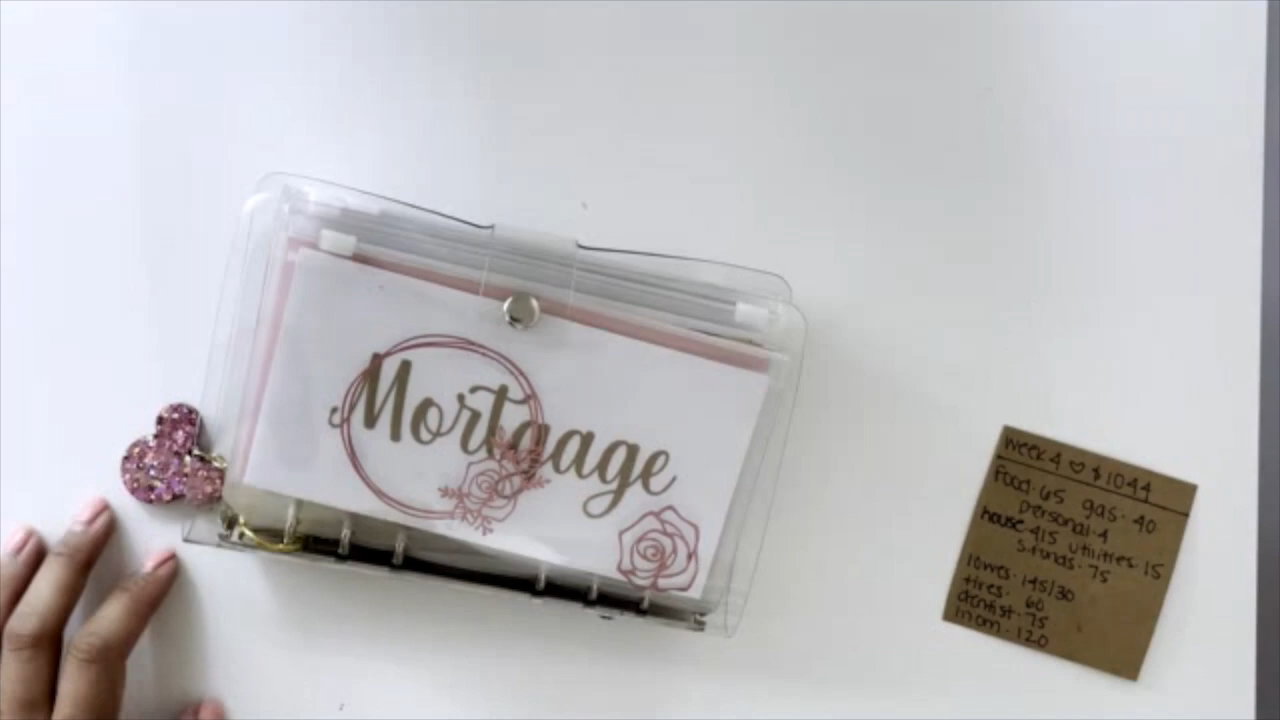 Mortgage
week 4 ♡ $1044
food · 65 gas · 40
personal · 4
house · 415 utilities · 15
s.funds · 75
lowes · 145/30
tires · 60
dentist · 75
mom · 120